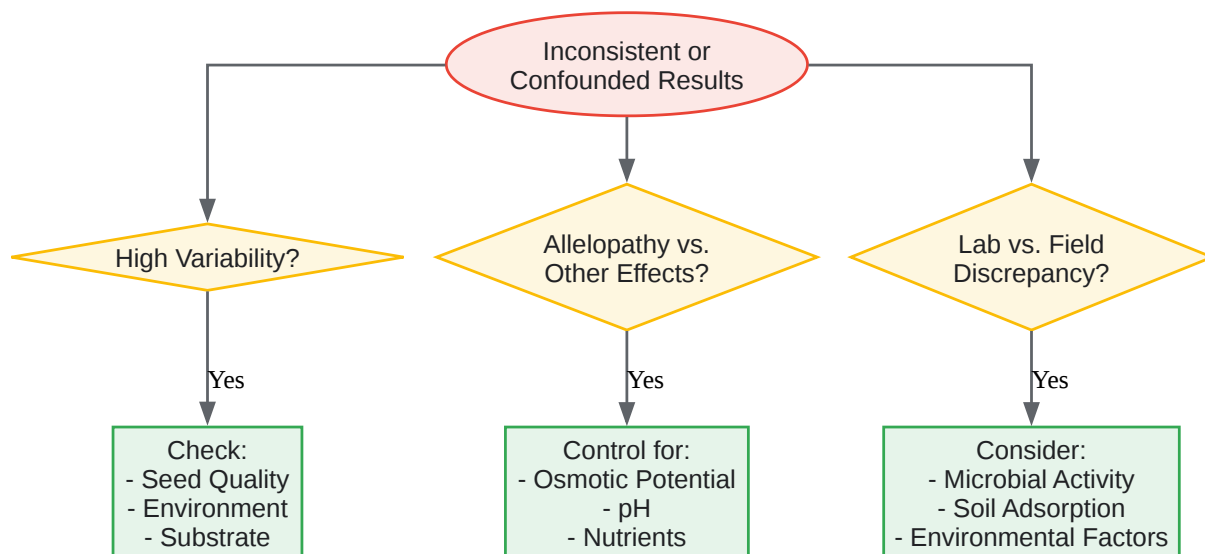 Inconsistent or
Confounded Results
High Variability?
Allelopathy vs.
Other Effects?
Lab vs. Field
Discrepancy?
Yes
Yes
Yes
Check:
- Seed Quality
- Environment
- Substrate
Control for:
- Osmotic Potential
- pH
- Nutrients
Consider:
- Microbial Activity
- Soil Adsorption
- Environmental Factors